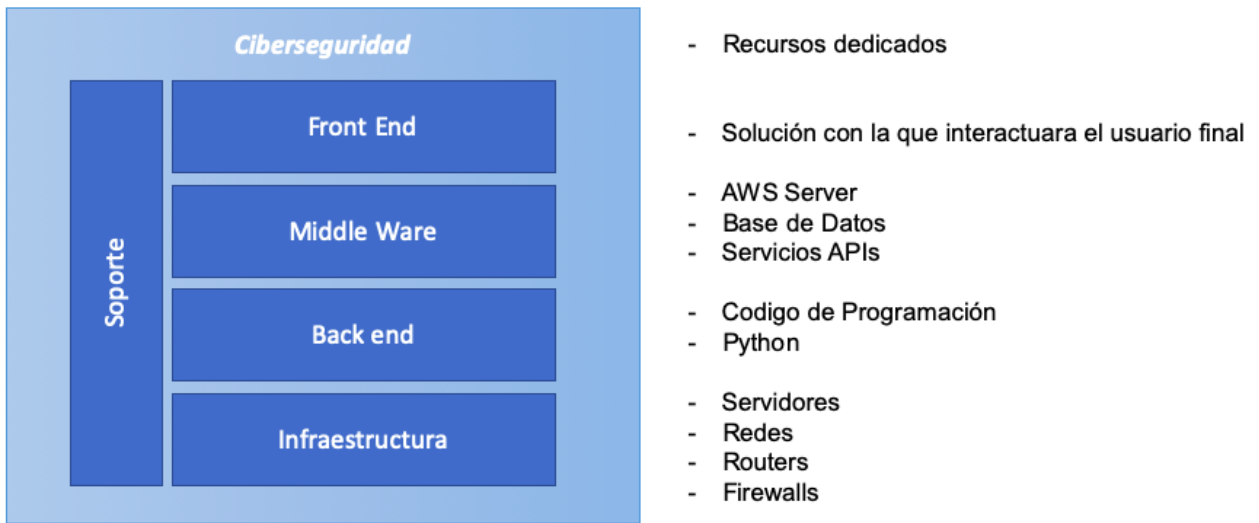 Ciberseguridad
- Recursos dedicados
Soporte
Front End
- Solución con la que interactuara el usuario final
Middle Ware
- AWS Server
- Base de Datos
- Servicios APIs
Back end
- Codigo de Programación
- Python
Infraestructura
- Servidores
- Redes
- Routers
- Firewalls